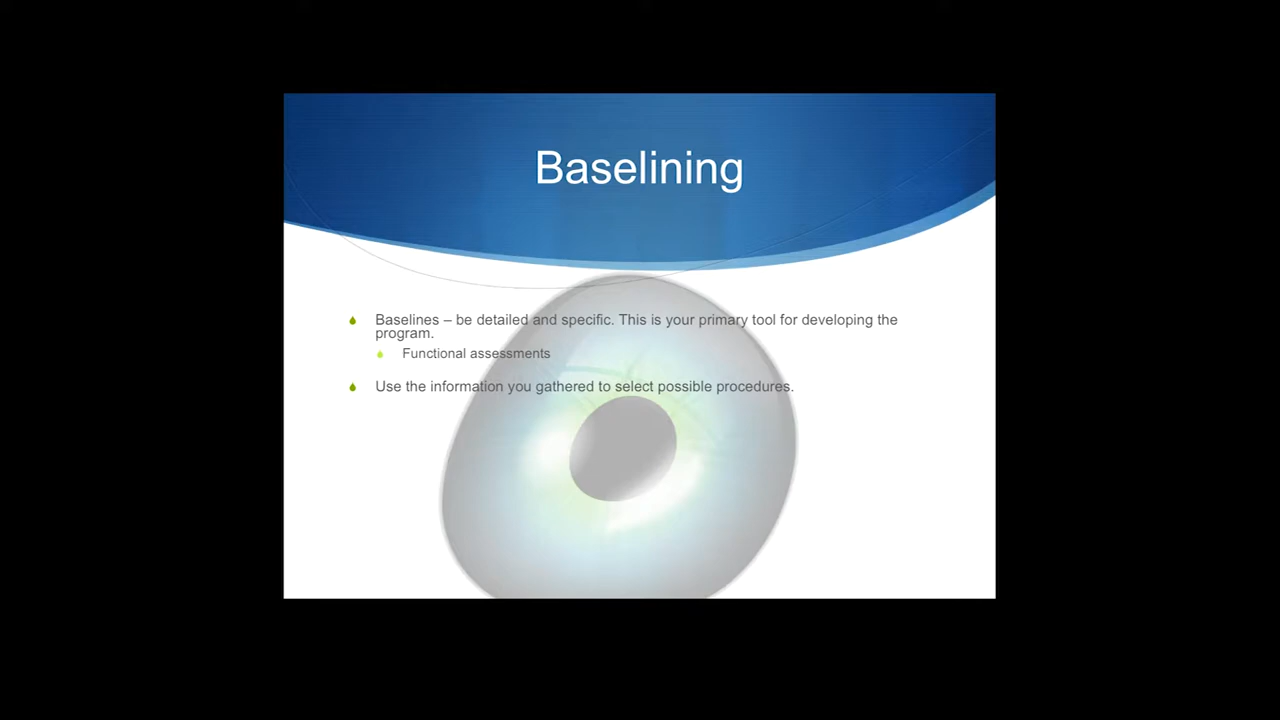 Baselining
Baselines – be detailed and specific. This is your primary tool for developing the
program.
Functional assessments
Use the information you gathered to select possible procedures.